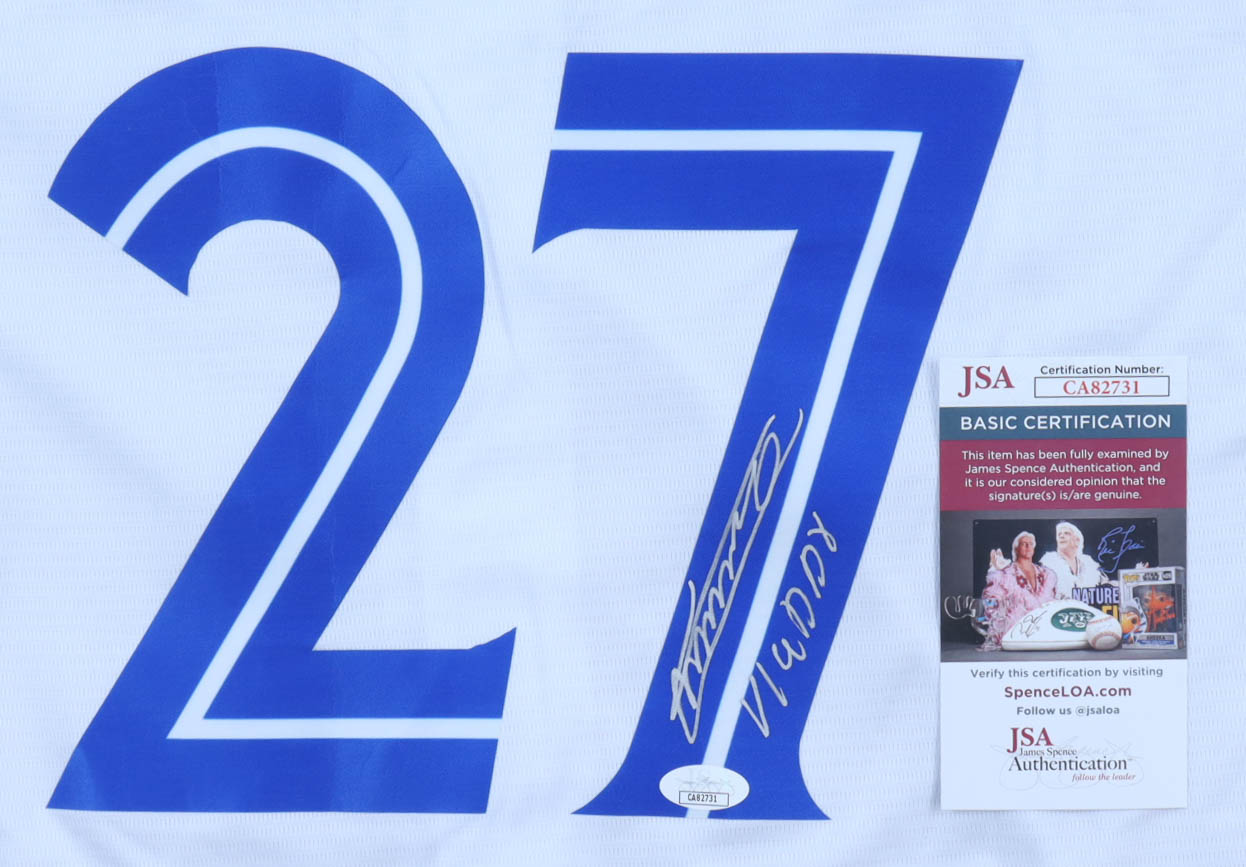 27
JSA
Certification Number:
CA82731
BASIC CERTIFICATION
This item has been fully examined by
James Spence Authentication, and
it is our considered opinion that the
signature(s) is/are genuine.
NATURE
JETS
Verify this certification by visiting
SpenceLOA.com
Follow us @jsaloa
JSA
James Spence
Authentication
follow the leader
CA82731